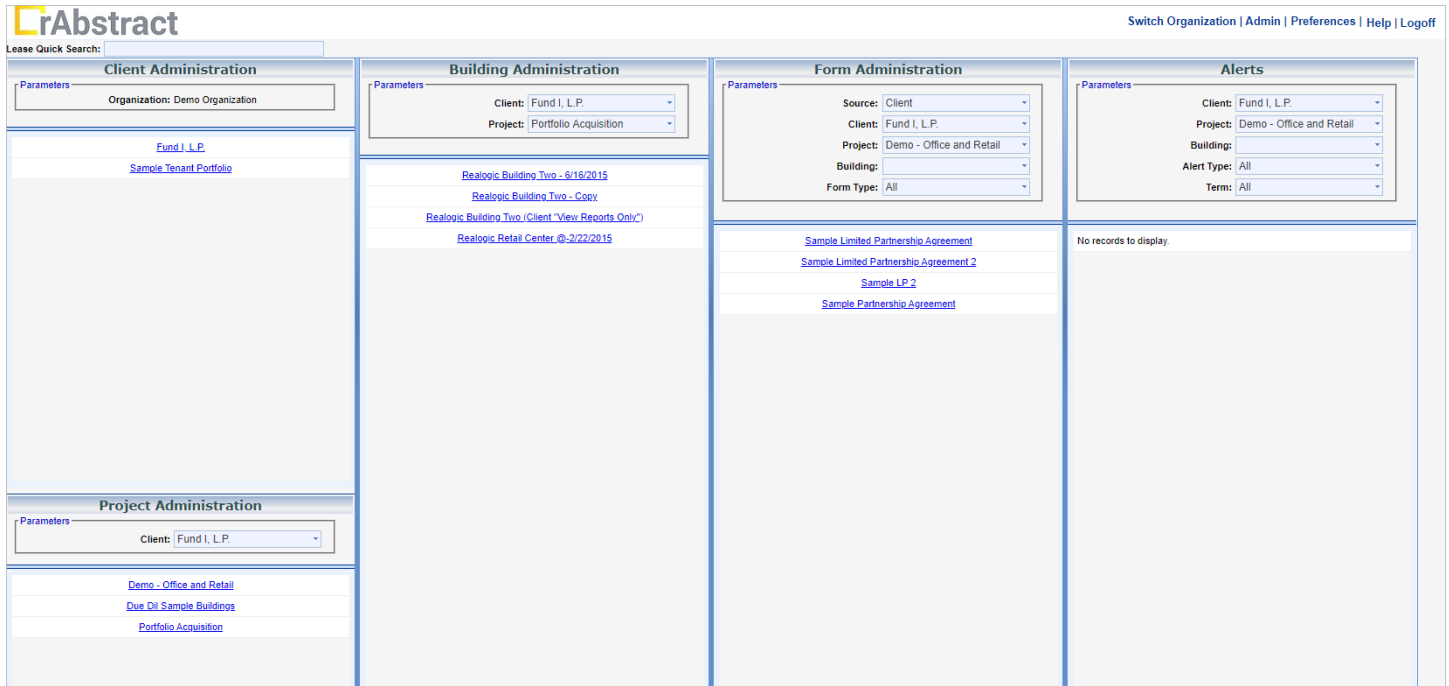 rAbstract
Switch Organization | Admin | Preferences | Help | Logoff
Lease Quick Search:
Client Administration
Parameters
Organization: Demo Organization
Fund I, L.P.
Sample Tenant Portfolio
Project Administration
Parameters
Client: Fund I, L.P.
Demo - Office and Retail
Due Dil Sample Buildings
Portfolio Acquisition
Building Administration
Parameters
Client: Fund I, L.P.
Project: Portfolio Acquisition
Realogic Building Two - 6/16/2015
Realogic Building Two - Copy
Realogic Building Two (Client "View Reports Only")
Realogic Retail Center @-2/22/2015
Form Administration
Parameters
Source: Client
Client: Fund I, L.P.
Project: Demo - Office and Retail
Building:
Form Type: All
Sample Limited Partnership Agreement
Sample Limited Partnership Agreement 2
Sample LP 2
Sample Partnership Agreement
Alerts
Parameters
Client: Fund I, L.P.
Project: Demo - Office and Retail
Building:
Alert Type: All
Term: All
No records to display.